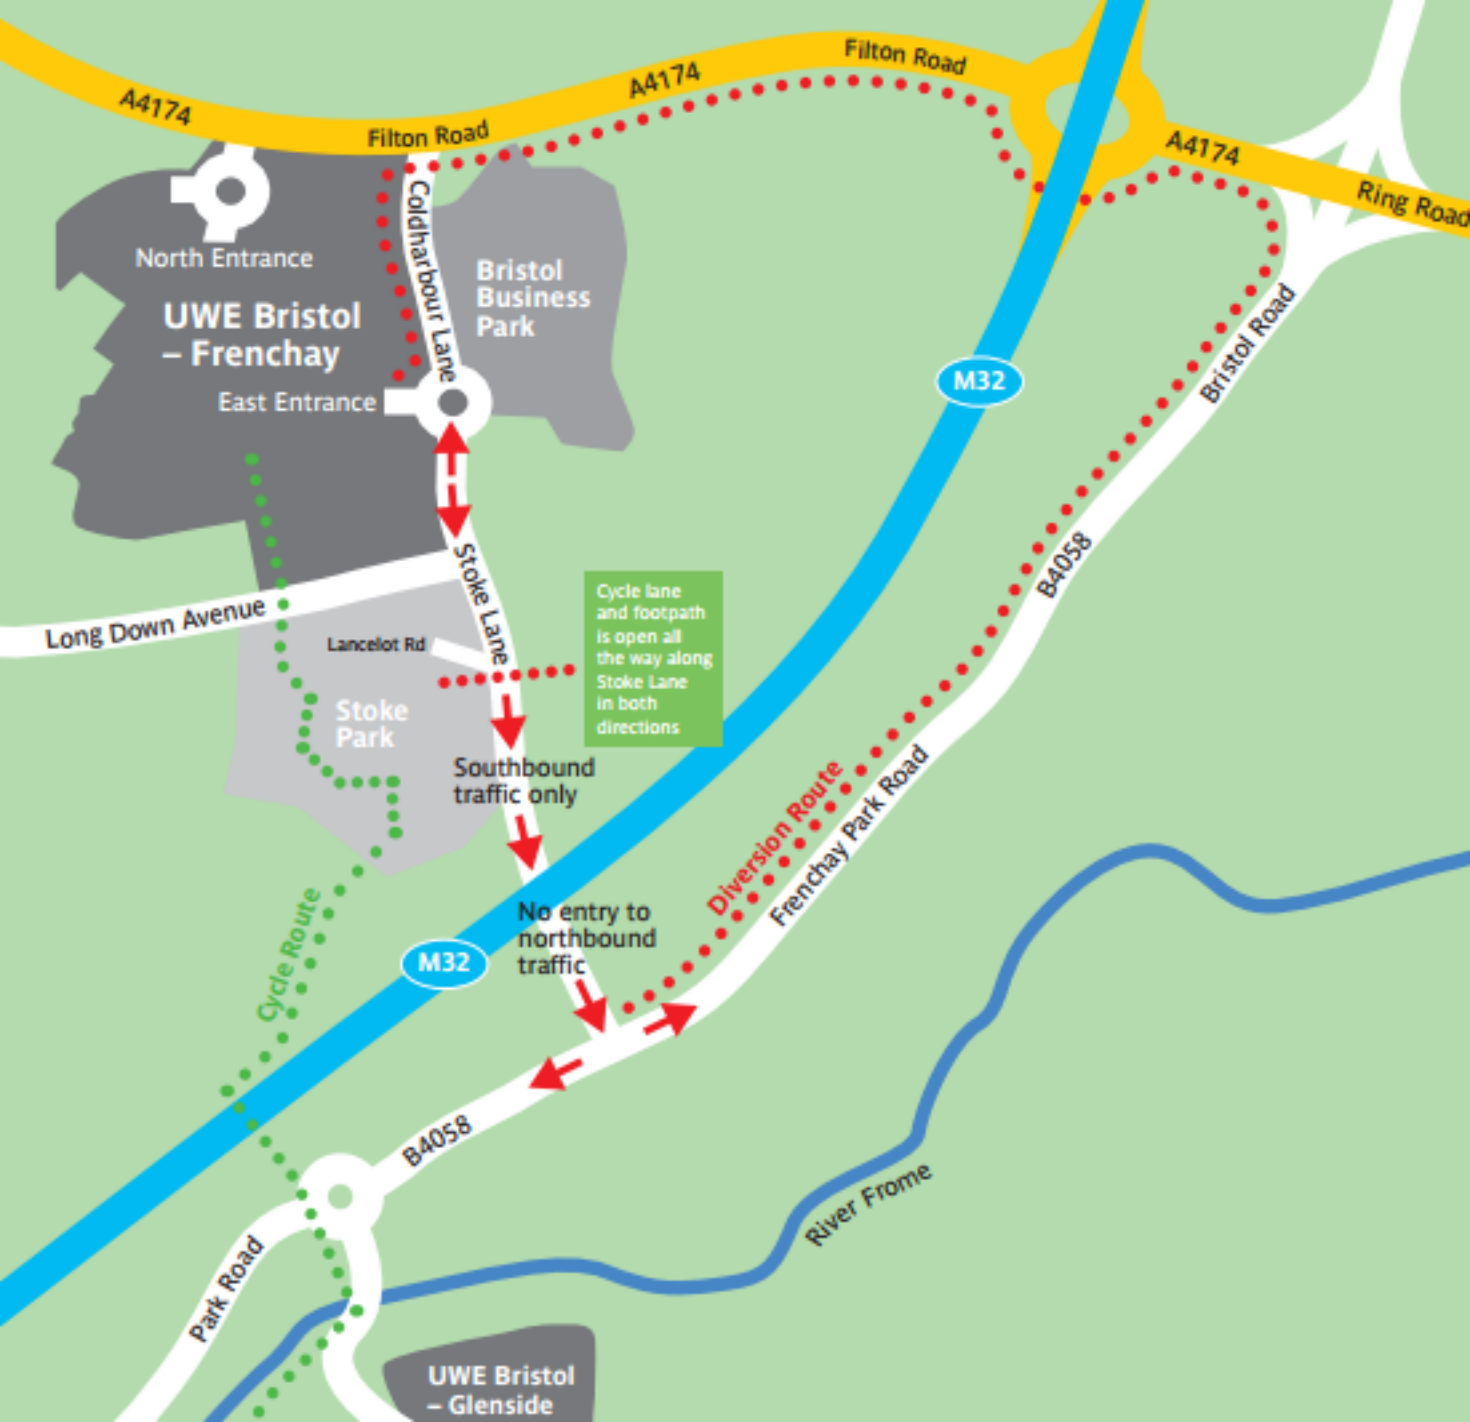 Filton Road
A4174
A4174
Filton Road
A4174
Ring Road
North Entrance
Coldharbour Lane
Bristol
Business
Park
UWE Bristol
– Frenchay
East Entrance
Bristol Road
M32
Stoke Lane
B4058
Long Down Avenue
Lancelot Rd
Cycle lane
and footpath
is open all
the way along
Stoke Lane
in both
directions
Stoke
Park
Southbound
traffic only
Diversion Route
Frenchay Park Road
Cycle Route
No entry to
northbound
traffic
M32
B4058
River Frome
Park Road
UWE Bristol
– Glenside